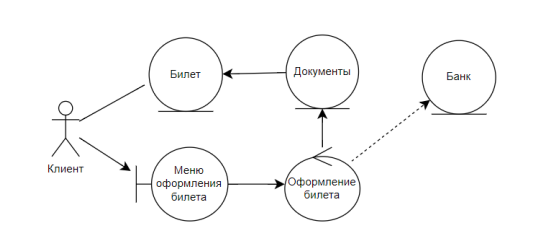 Билет
Документы
Банк
Клиент
Меню
оформления
билета
Оформление
билета